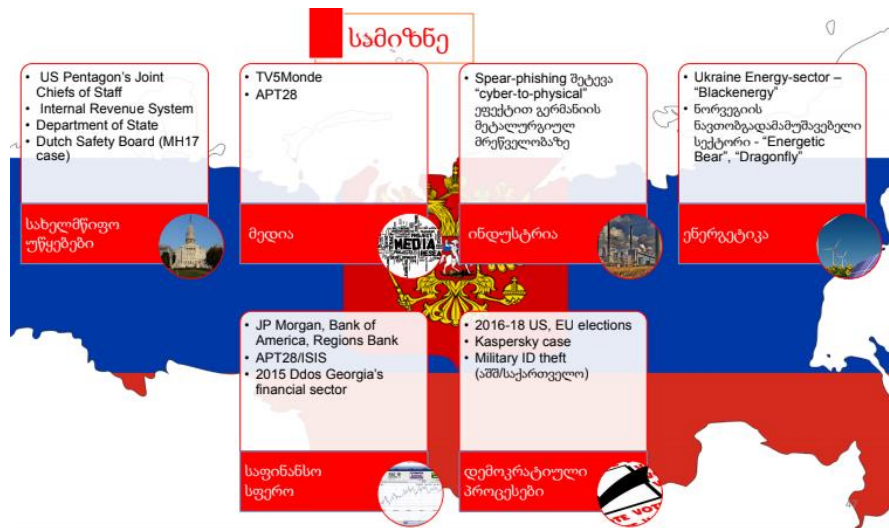 სამიზნე
• US Pentagon's Joint
Chiefs of Staff
• Internal Revenue System
• Department of State
• Dutch Safety Board (MH17
case)
სახელმწიფო
უწყებები
• TV5Monde
• APT28
მედია
MEDIA
• Spear-phishing შეტევა
“cyber-to-physical”
ეფექტით გერმანიის
მეტალურგიულ
მრეწველობაზე
ინდუსტრია
• Ukraine Energy-sector –
“Blackenergy”
• ნორვეგიის
ნავთობგადამამუშავებელი
სექტორი - “Energetic
Bear”, “Dragonfly”
ენერგეტიკა
• JP Morgan, Bank of
America, Regions Bank
• APT28/ISIS
• 2015 Ddos Georgia's
financial sector
საფინანსო
სფერო
• 2016-18 US, EU elections
• Kaspersky case
• Military ID theft
(აშშ/საქართველო)
დემოკრატიული
პროცესები
VOTE